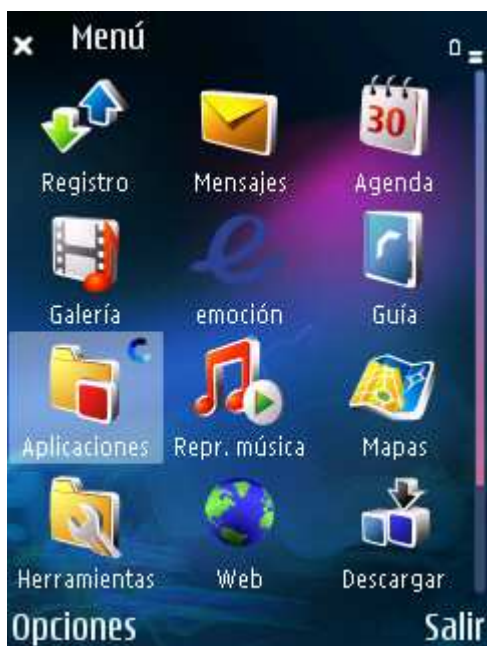 Menú
30
Registro Mensajes Agenda
e
Galería emoción Guía
Aplicaciones Repr. música Mapas
Herramientas Web Descargar
Opciones Salir